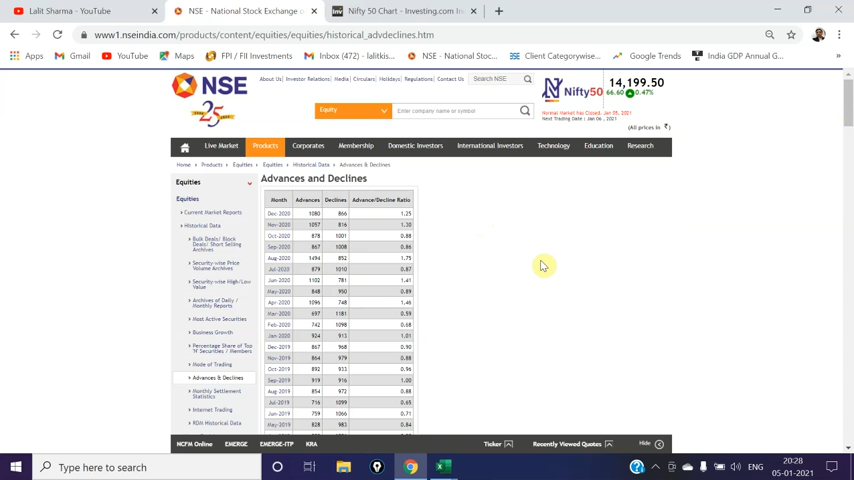 Lalit Sharma - YouTube
NSE - National Stock Exchange o
Nifty 50 Chart - Investing.com In
www1.nseindia.com/products/content/equities/equities/historical_advdeclines.htm
Apps
Gmail
YouTube
Maps
FPI / FII Investments
Inbox (472) - lalitkis...
NSE - National Stoc...
Client Categorywise...
Google Trends
India GDP Annual G...
NSE
25
About Us
Investor Relations
Media
Circulars
Holidays
Regulations
Contact Us
Search NSE
Equity
Enter company name or symbol
Nifty50
14,199.50
66.60 0.47%
Normal Market has Closed. Jan 05, 2021
Next Trading Date : Jan 06 , 2021
(All prices in ₹)
Live Market
Products
Corporates
Membership
Domestic Investors
International Investors
Technology
Education
Research
Home › Products › Equities › Equities › Historical Data › Advances & Declines
Equities
Equities
Current Market Reports
Historical Data
Bulk Deals/ Block
Deals/ Short Selling
Archives
Security-wise Price
Volume Archives
Security-wise High/Low
Value
Archives of Daily /
Monthly Reports
Most Active Securities
Business Growth
Percentage Share of Top
'N' Securities / Members
Mode of Trading
Advances & Declines
Monthly Settlement
Statistics
Internet Trading
RDM Historical Data
Advances and Declines
Month Advances Declines Advance/Decline Ratio
Dec-2020 1080 866 1.25
Nov-2020 1057 816 1.30
Oct-2020 878 1001 0.88
Sep-2020 867 1008 0.86
Aug-2020 1494 852 1.75
Jul-2020 879 1010 0.87
Jun-2020 1102 781 1.41
May-2020 848 950 0.89
Apr-2020 1096 748 1.46
Mar-2020 697 1181 0.59
Feb-2020 742 1098 0.68
Jan-2020 924 913 1.01
Dec-2019 867 968 0.90
Nov-2019 864 979 0.88
Oct-2019 892 933 0.96
Sep-2019 919 916 1.00
Aug-2019 854 972 0.88
Jul-2019 716 1099 0.65
Jun-2019 759 1066 0.71
May-2019 828 983 0.84
NCFM Online
EMERGE
EMERGE-ITP
KRA
Ticker
Recently Viewed Quotes
Hide
Type here to search
ENG
20:28
05-01-2021